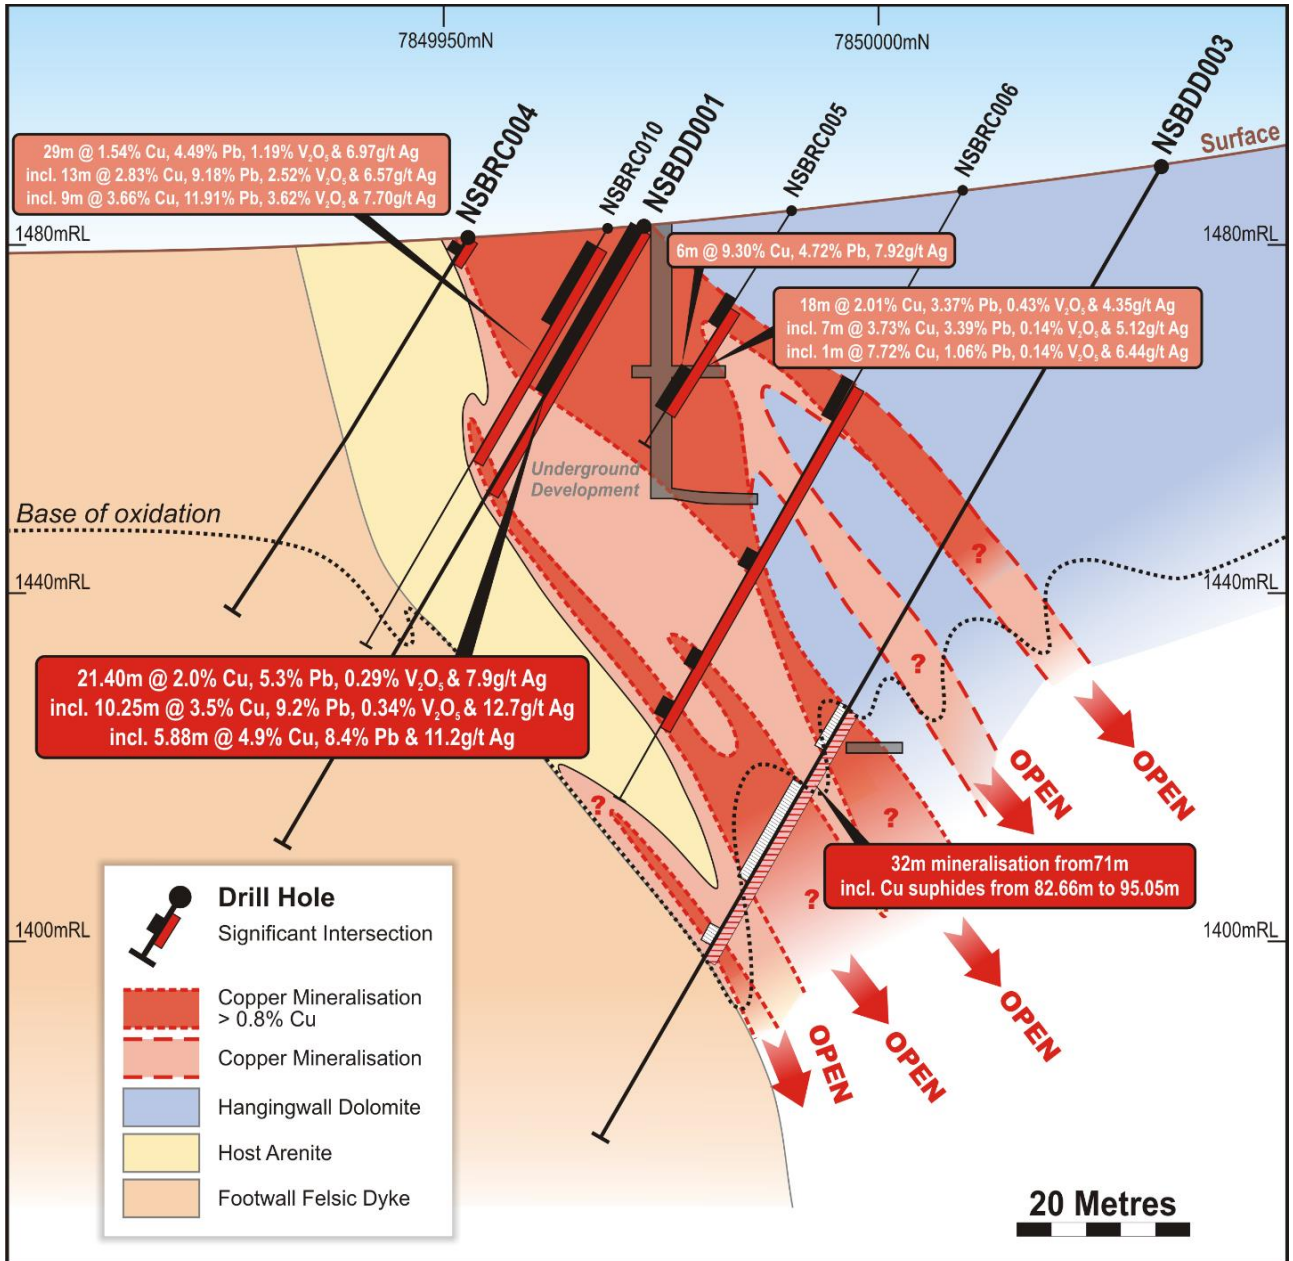 7849950mN
7850000mN
NSBRC004
NSBRC010
NSBDD001
NSBRC005
NSBRC006
NSBDD003
Surface
29m @ 1.54% Cu, 4.49% Pb, 1.19% V₂O₅ & 6.97g/t Ag
incl. 13m @ 2.83% Cu, 9.18% Pb, 2.52% V₂O₅ & 6.57g/t Ag
incl. 9m @ 3.66% Cu, 11.91% Pb, 3.62% V₂O₅ & 7.70g/t Ag
1480mRL
1480mRL
6m @ 9.30% Cu, 4.72% Pb, 7.92g/t Ag
18m @ 2.01% Cu, 3.37% Pb, 0.43% V₂O₅ & 4.35g/t Ag
incl. 7m @ 3.73% Cu, 3.39% Pb, 0.14% V₂O₅ & 5.12g/t Ag
incl. 1m @ 7.72% Cu, 1.06% Pb, 0.14% V₂O₅ & 6.44g/t Ag
Underground
Development
Base of oxidation
?
1440mRL
1440mRL
?
21.40m @ 2.0% Cu, 5.3% Pb, 0.29% V₂O₅ & 7.9g/t Ag
incl. 10.25m @ 3.5% Cu, 9.2% Pb, 0.34% V₂O₅ & 12.7g/t Ag
incl. 5.88m @ 4.9% Cu, 8.4% Pb & 11.2g/t Ag
OPEN
OPEN
?
?
32m mineralisation from71m
incl. Cu suphides from 82.66m to 95.05m
?
1400mRL
1400mRL
OPEN
OPEN
OPEN
Drill Hole
Significant Intersection
Copper Mineralisation
> 0.8% Cu
Copper Mineralisation
Hangingwall Dolomite
Host Arenite
Footwall Felsic Dyke
20 Metres